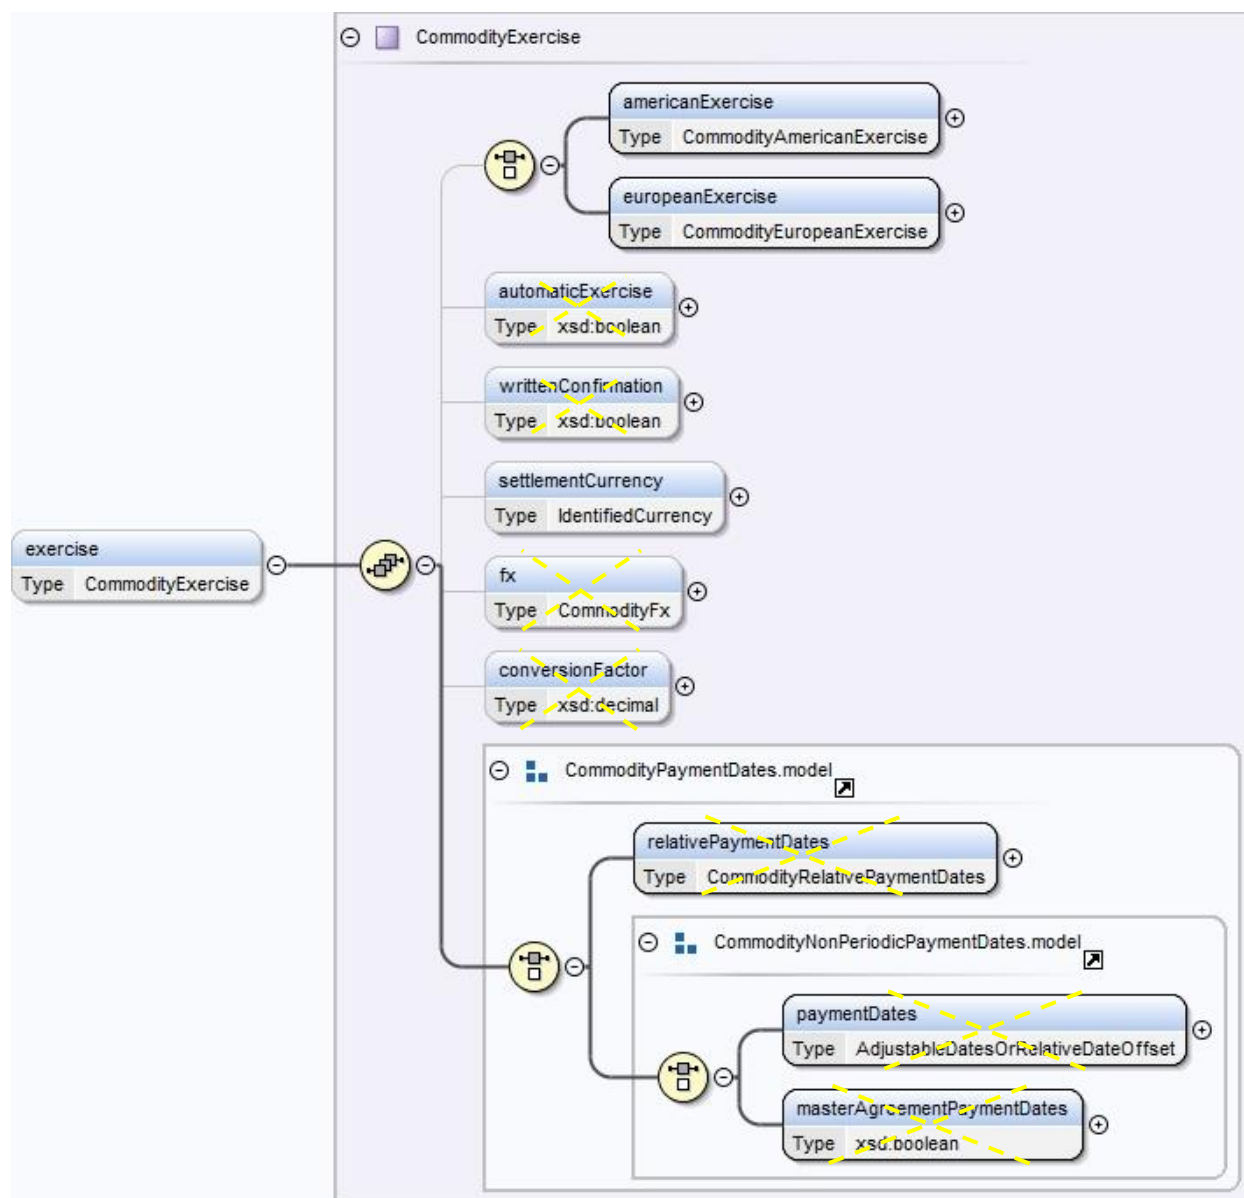 CommodityExercise
americanExercise
Type CommodityAmericanExercise
europeanExercise
Type CommodityEuropeanExercise
automaticExercise
Type xsd:boolean
writtenConfirmation
Type xsd:boolean
settlementCurrency
Type IdentifiedCurrency
exercise
Type CommodityExercise
fx
Type CommodityFx
conversionFactor
Type xsd:decimal
CommodityPaymentDates.model
relativePaymentDates
Type CommodityRelativePaymentDates
CommodityNonPeriodicPaymentDates.model
paymentDates
Type AdjustableDatesOrRelativeDateOffset
masterAgreementPaymentDates
Type xsd:boolean